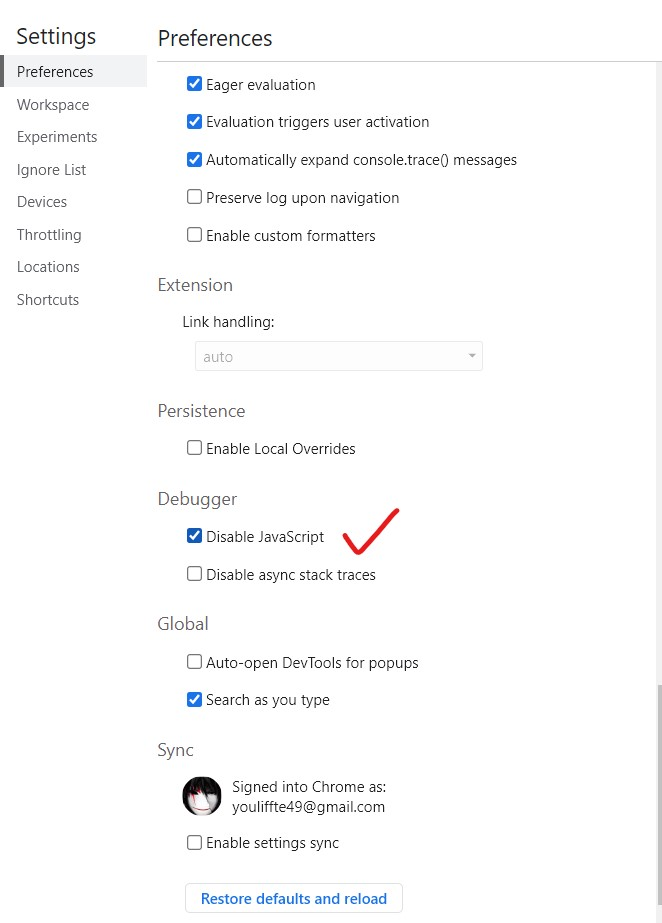 Settings
Preferences
Workspace
Experiments
Ignore List
Devices
Throttling
Locations
Shortcuts
Preferences
Eager evaluation
Evaluation triggers user activation
Automatically expand console.trace() messages
Preserve log upon navigation
Enable custom formatters
Extension
Link handling:
auto
Persistence
Enable Local Overrides
Debugger
Disable JavaScript
Disable async stack traces
Global
Auto-open DevTools for popups
Search as you type
Sync
Signed into Chrome as:
youliffte49@gmail.com
Enable settings sync
Restore defaults and reload